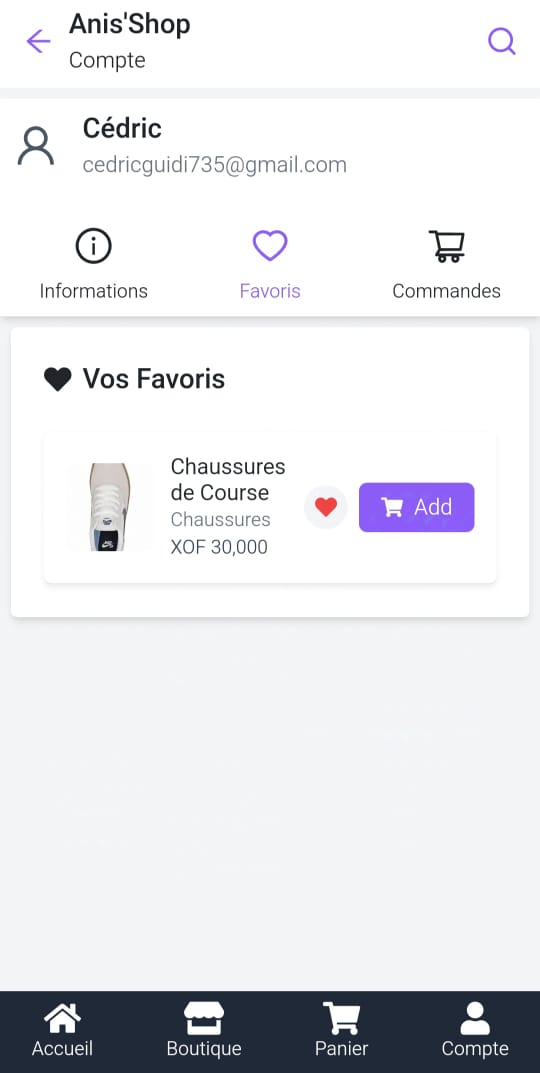 Anis'Shop
Compte
Cédric
cedricguidi735@gmail.com
Informations
Favoris
Commandes
Vos Favoris
Chaussures
de Course
Chaussures
XOF 30,000
Add
Accueil
Boutique
Panier
Compte